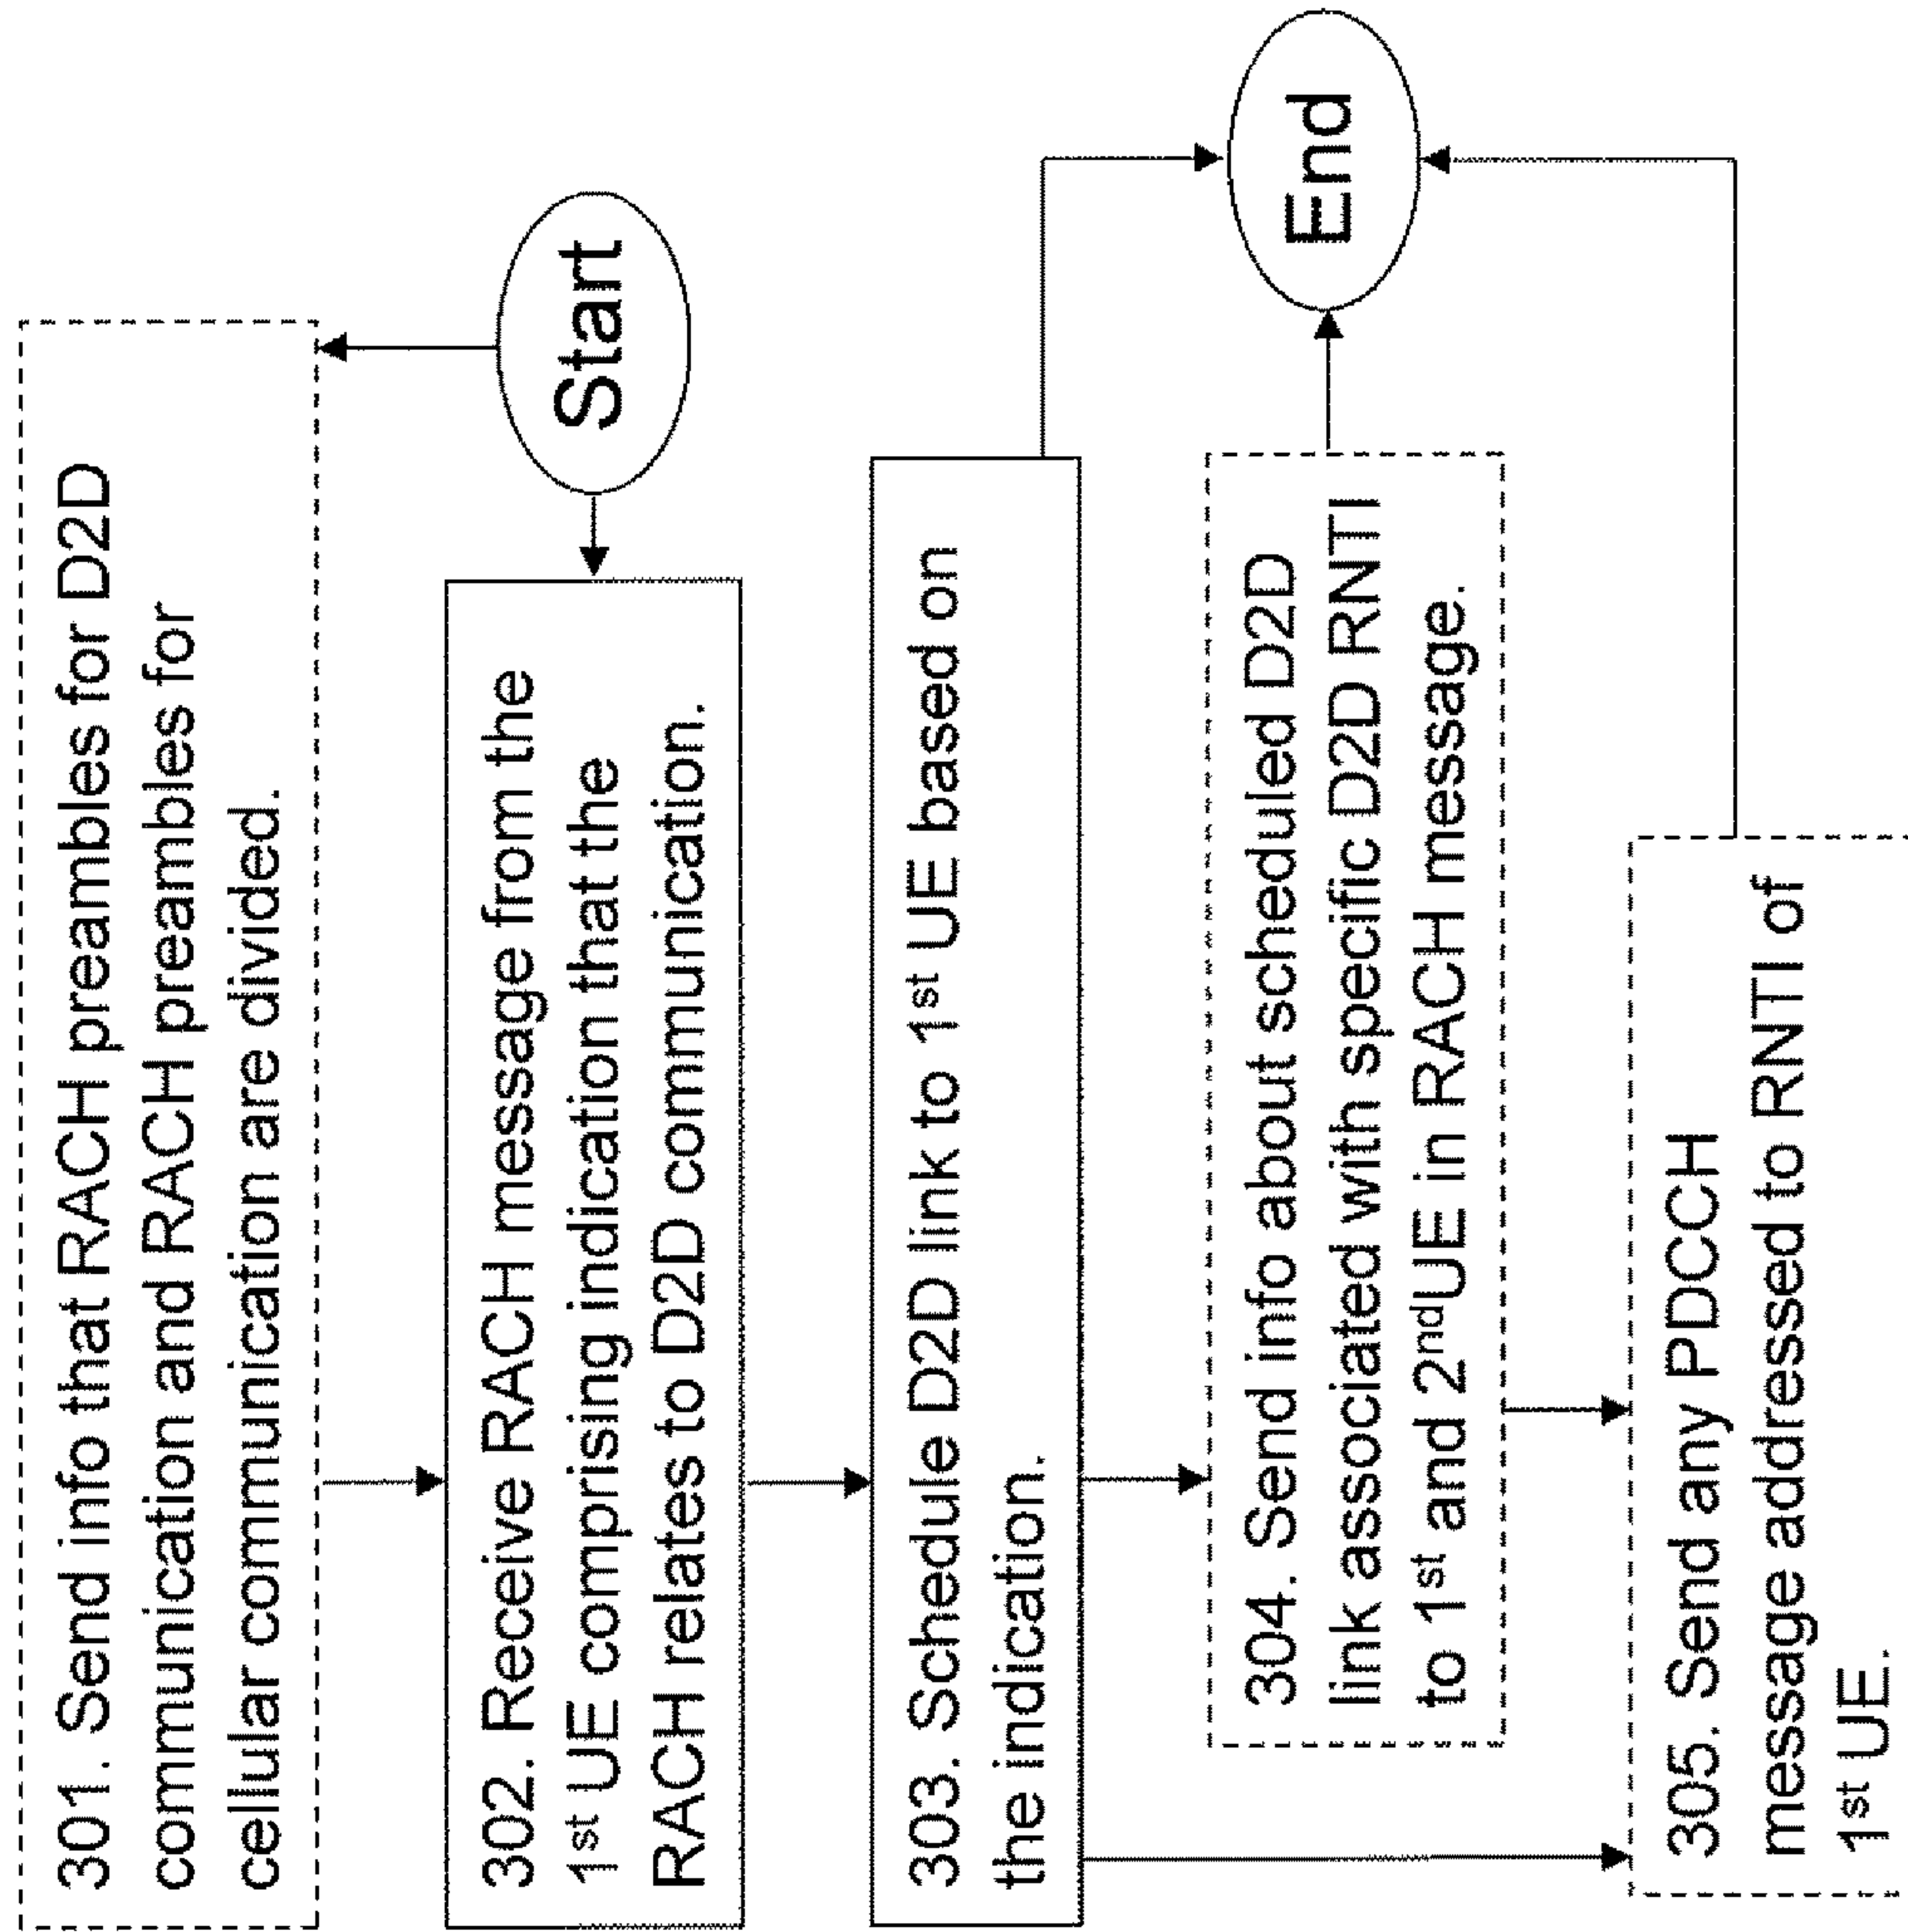 301. Send info that RACH preambles for D2D
communication and RACH preambles for
cellular communication are divided.
Start
302. Receive RACH message from the
1st UE comprising indication that the
RACH relates to D2D communication.
303. Schedule D2D link to 1st UE based on
the indication.
304. Send info about scheduled D2D
link associated with specific D2D RNTI
to 1st and 2nd UE in RACH message.
End
305. Send any PDCCH
message addressed to RNTI of
1st UE.